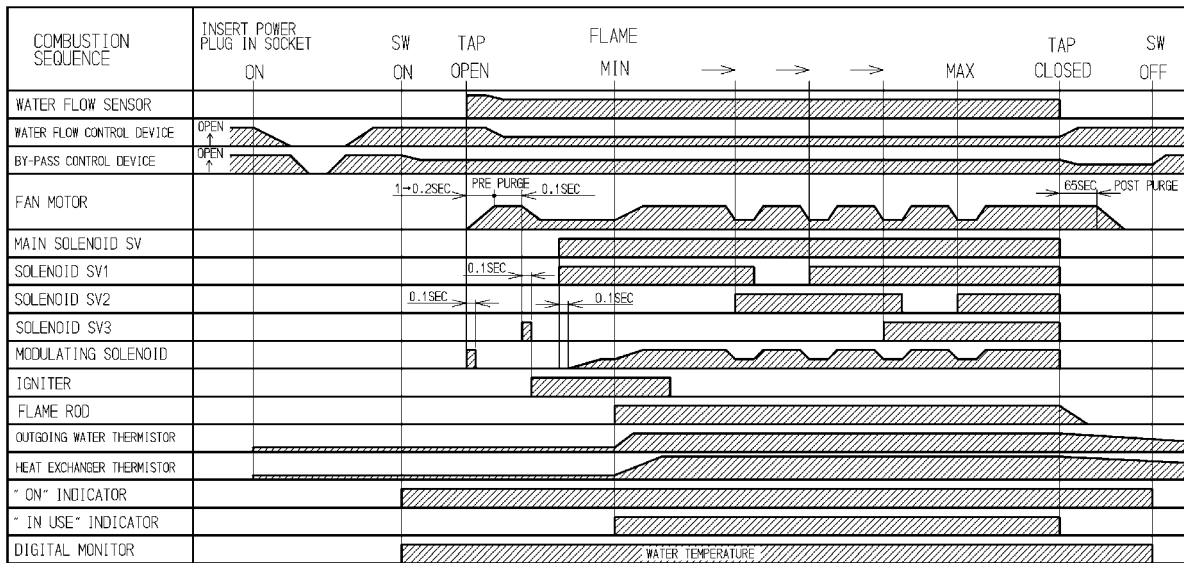 COMBUSTION
SEQUENCE
INSERT POWER
PLUG IN SOCKET
ON
SW
ON
TAP
OPEN
FLAME
MIN
MAX
TAP
CLOSED
SW
OFF
WATER FLOW SENSOR
WATER FLOW CONTROL DEVICE
OPEN
BY-PASS CONTROL DEVICE
OPEN
FAN MOTOR
1→0.2SEC
PRE PURGE
0.1SEC
65SEC
POST PURGE
MAIN SOLENOID SV
SOLENOID SV1
0.1SEC
SOLENOID SV2
0.1SEC
0.1SEC
SOLENOID SV3
MODULATING SOLENOID
IGNITER
FLAME ROD
OUTGOING WATER THERMISTOR
HEAT EXCHANGER THERMISTOR
" ON" INDICATOR
" IN USE" INDICATOR
DIGITAL MONITOR
WATER TEMPERATURE